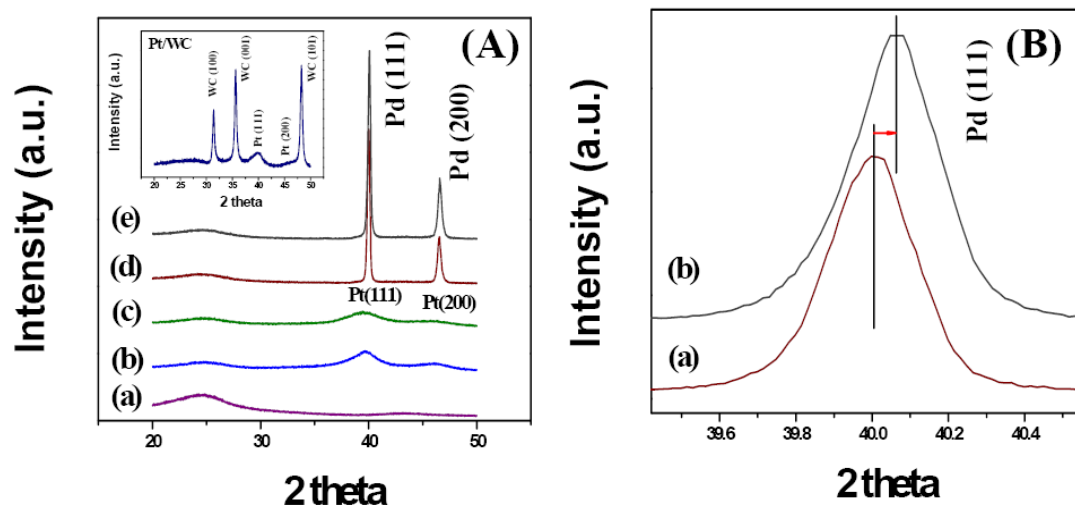 Pt/WC
WC (100)
WC (001)
Pt (111)
Pt (200)
WC (101)
Intensity (a.u.)
20 25 30 35 40 45 50
2 theta
(A)
Pd (111)
Pd (200)
Intensity (a.u.)
(e)
(d)
Pt(111)
Pt(200)
(c)
(b)
(a)
20 30 40 50
2 theta
(B)
Pd (111)
Intensity (a.u.)
(b)
(a)
39.6 39.8 40.0 40.2 40.4
2 theta